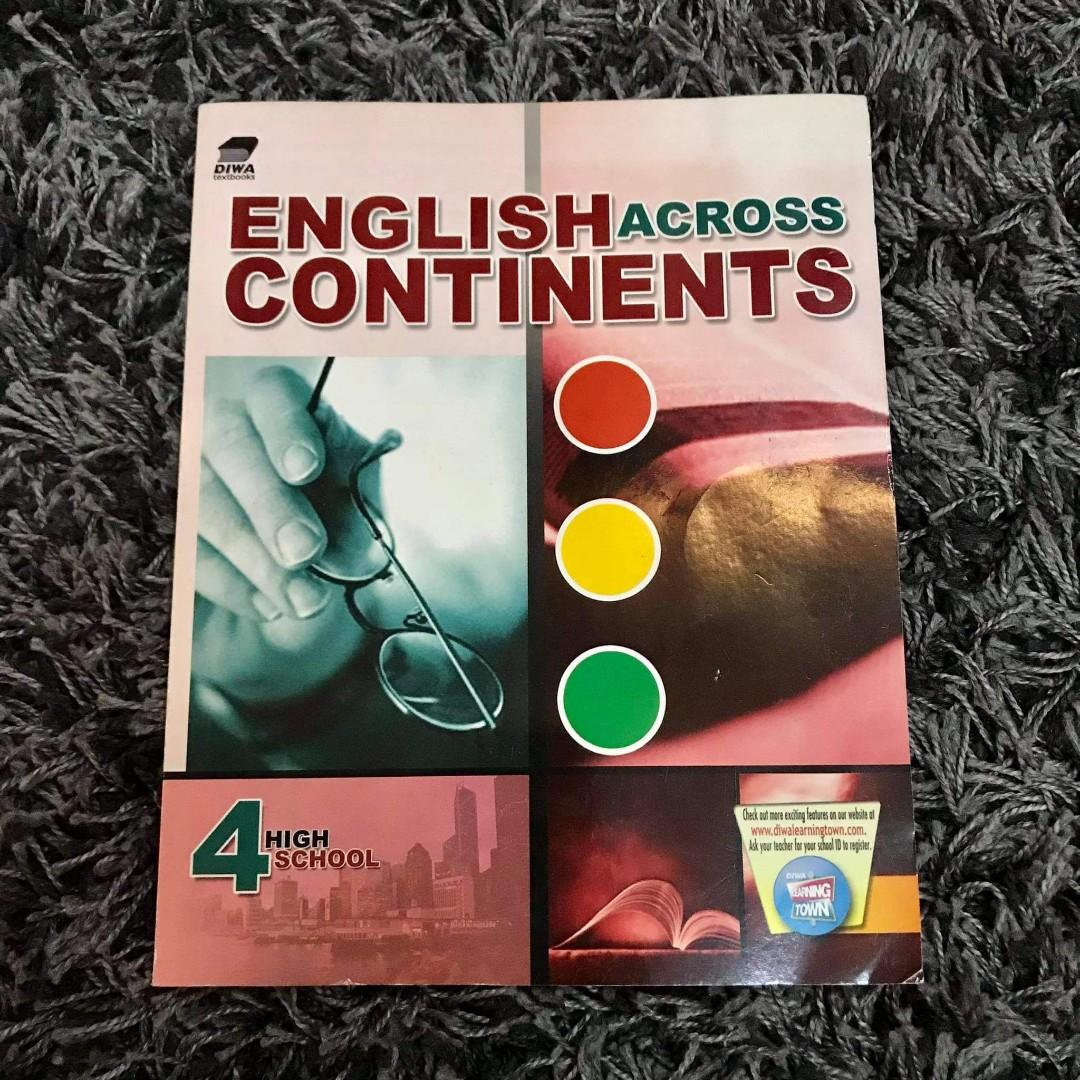 DIWA
textbooks
ENGLISH ACROSS
CONTINENTS
4 HIGH
SCHOOL
Check out more exciting features on our website at
www.diwalearningtown.com.
Ask your teacher for your school ID to register.
DIWA
LEARNING
TOWN